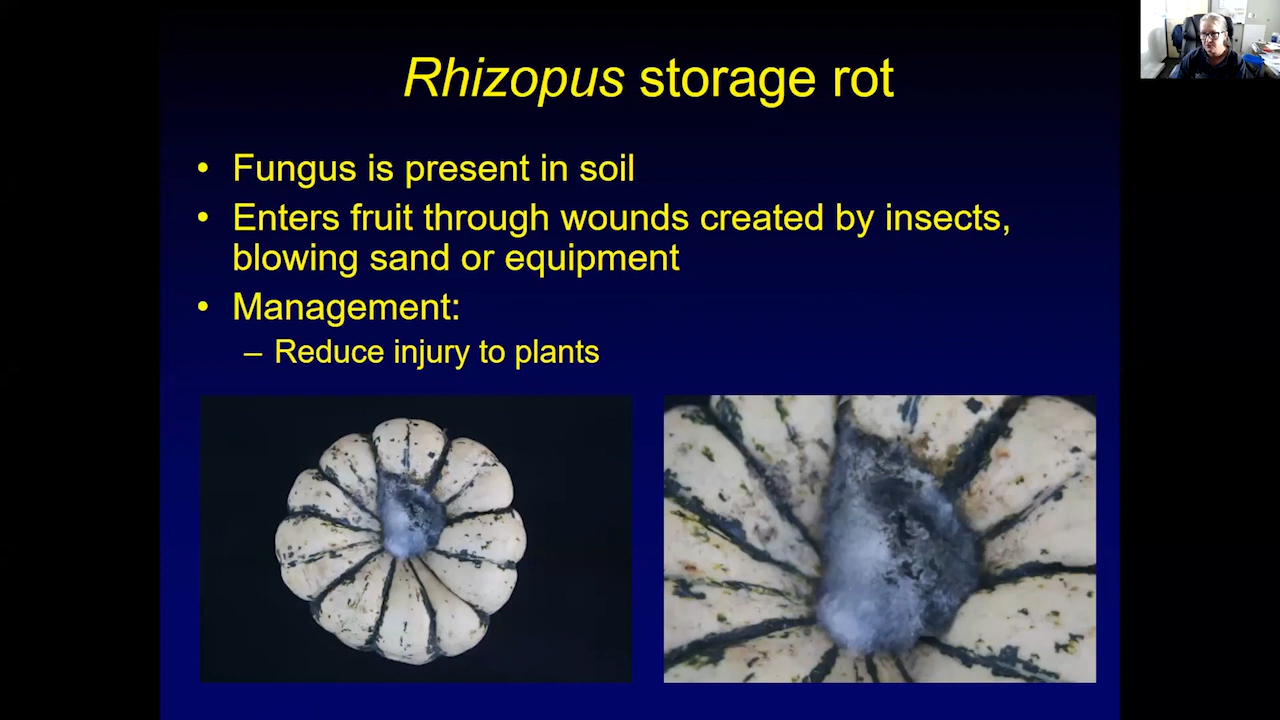 Rhizopus storage rot
• Fungus is present in soil
• Enters fruit through wounds created by insects,
blowing sand or equipment
• Management:
– Reduce injury to plants